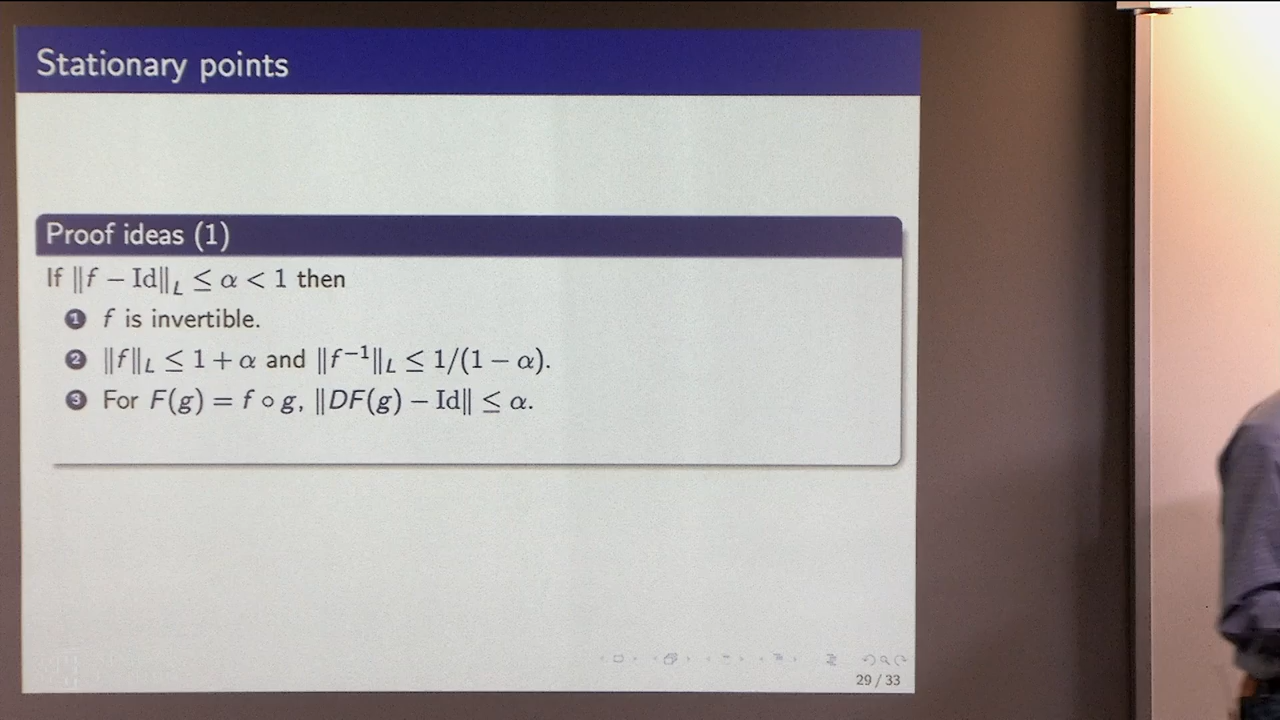 Stationary points
Proof ideas (1)
If ‖f − Id‖_L ≤ α < 1 then
1 f is invertible.
2 ‖f‖_L ≤ 1 + α and ‖f⁻¹‖_L ≤ 1/(1 − α).
3 For F(g) = f ∘ g, ‖DF(g) − Id‖ ≤ α.
29 / 33